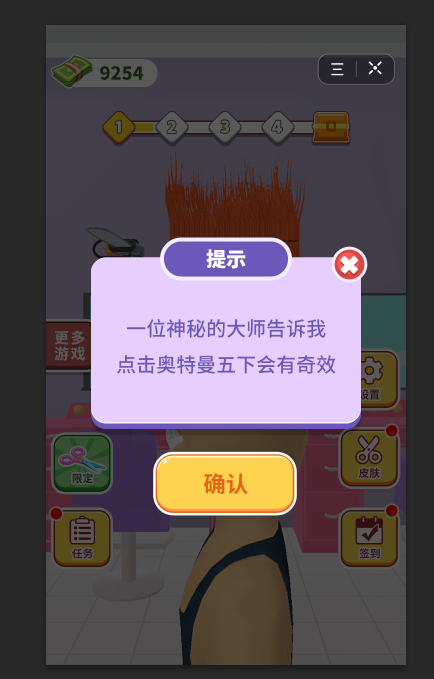 9254
1 2 3 4
提示
一位神秘的大师告诉我
点击奥特曼五下会有奇效
更多
游戏
设置
确认
限定
皮肤
任务
签到